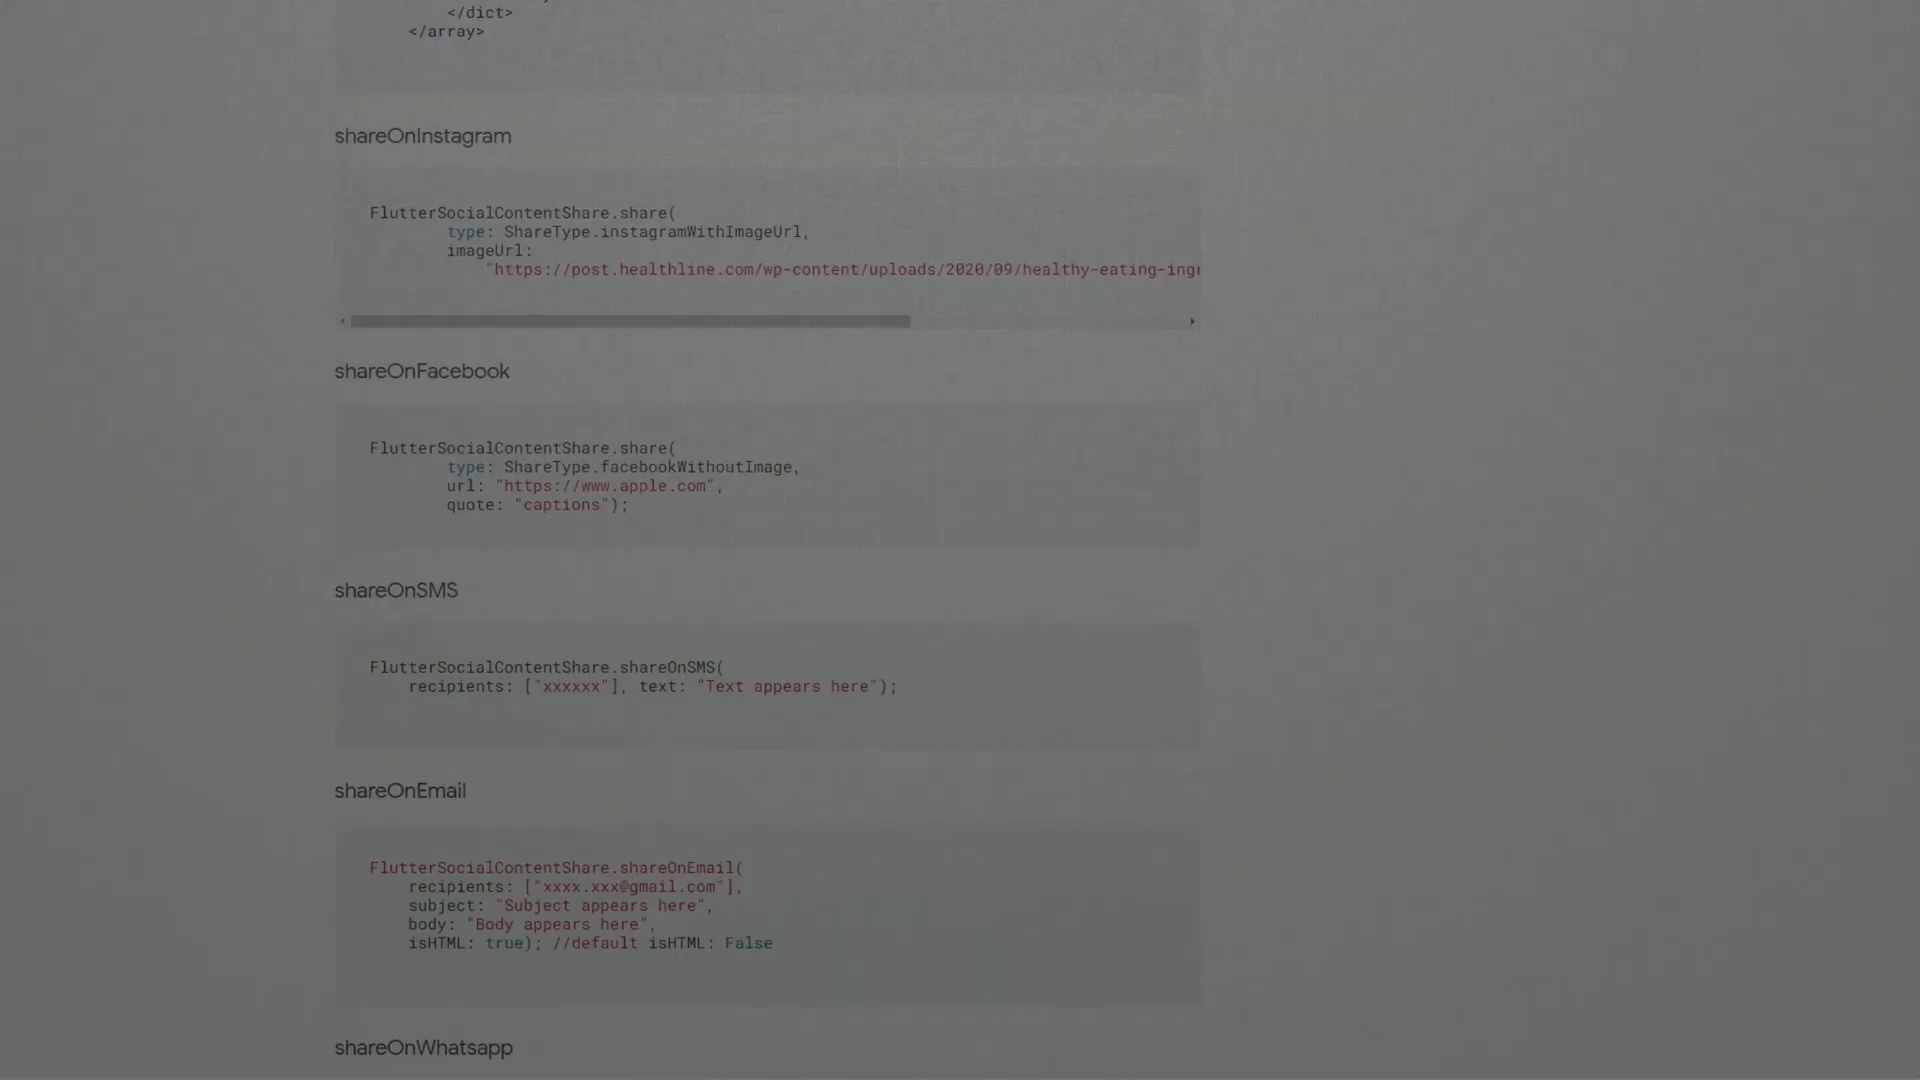 </dict>
</array>
shareOnInstagram
FlutterSocialContentShare.share(
type: ShareType.instagramWithImageUrl,
imageUrl:
"https://post.healthline.com/wp-content/uploads/2020/09/healthy-eating-ingr
shareOnFacebook
FlutterSocialContentShare.share(
type: ShareType.facebookWithoutImage,
url: "https://www.apple.com",
quote: "captions");
shareOnSMS
FlutterSocialContentShare.shareOnSMS(
recipients: ["xxxxxx"], text: "Text appears here");
shareOnEmail
FlutterSocialContentShare.shareOnEmail(
recipients: ["xxxx.xxx@gmail.com"],
subject: "Subject appears here",
body: "Body appears here",
isHTML: true); //default isHTML: False
shareOnWhatsapp